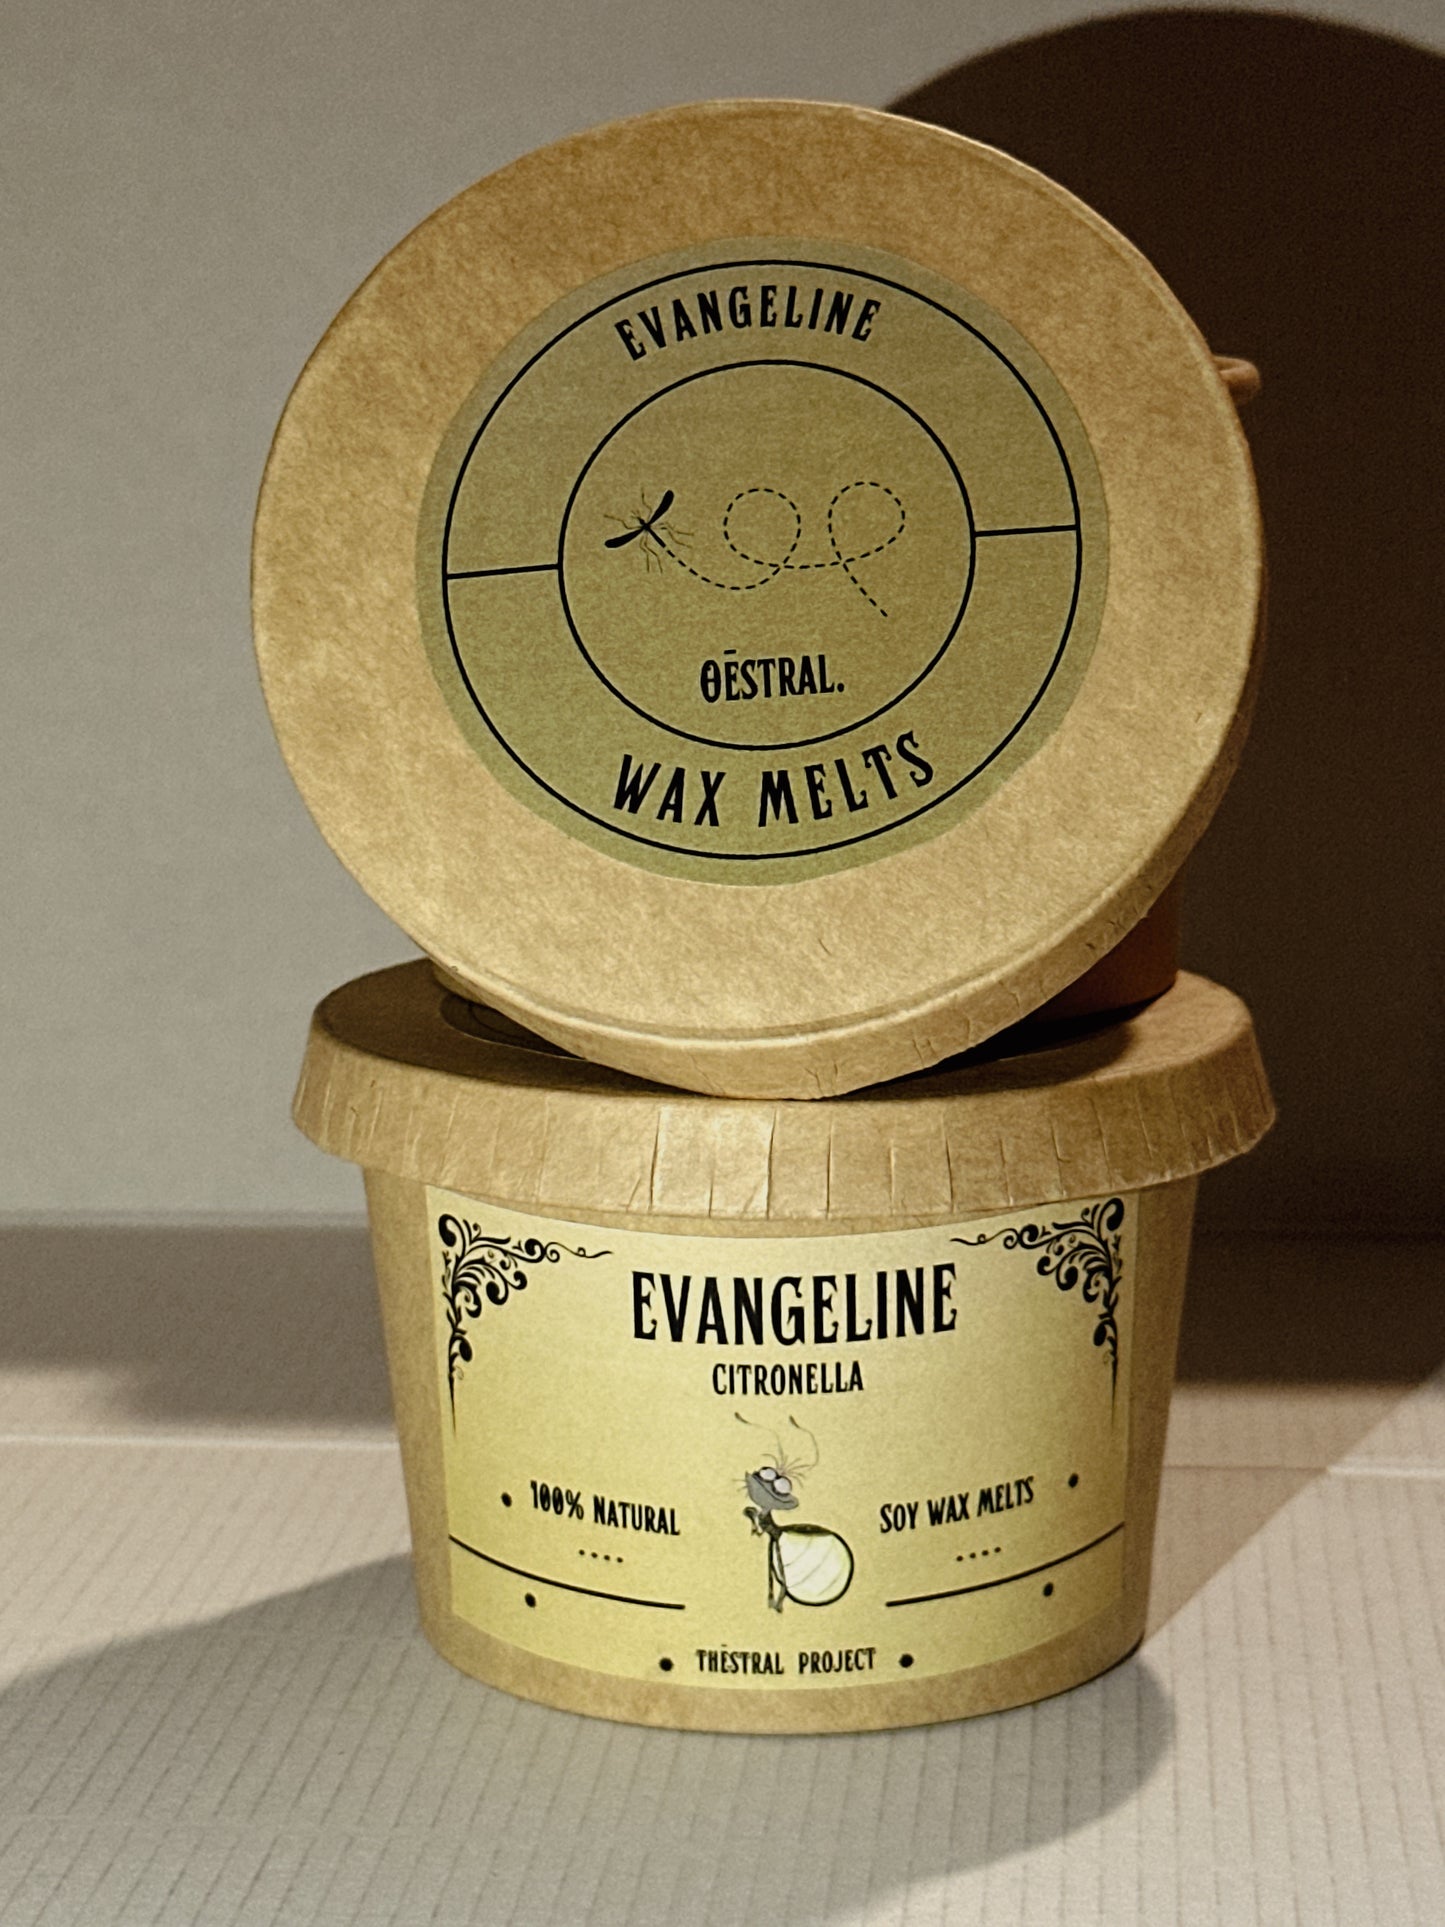 EVANGELINE
ΘĒSTRAL.
WAX MELTS
EVANGELINE
CITRONELLA
100% NATURAL
SOY WAX MELTS
THĒSTRAL PROJECT